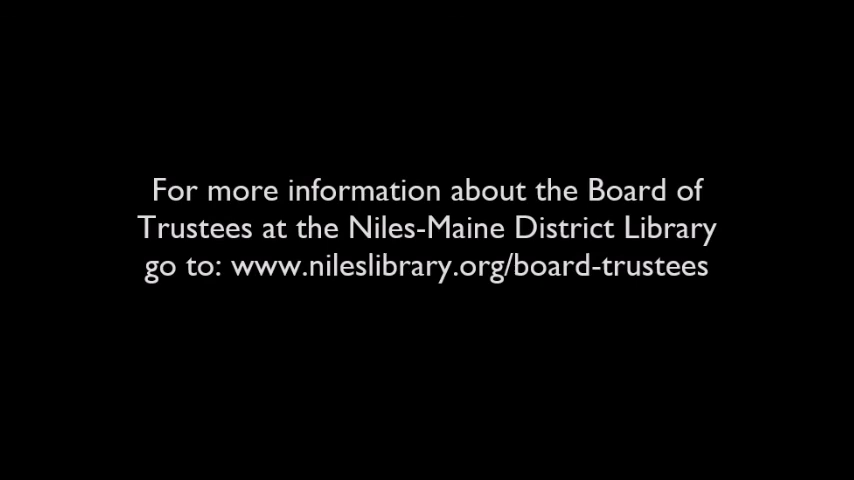 For more information about the Board of
Trustees at the Niles-Maine District Library
go to: www.nileslibrary.org/board-trustees